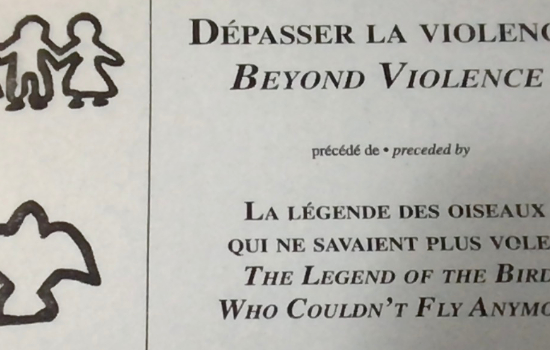 DÉPASSER LA VIOLENC
BEYOND VIOLENCE
précédé de • preceded by
LA LÉGENDE DES OISEAUX
QUI NE SAVAIENT PLUS VOLE
THE LEGEND OF THE BIRD
WHO COULDN'T FLY ANYMO